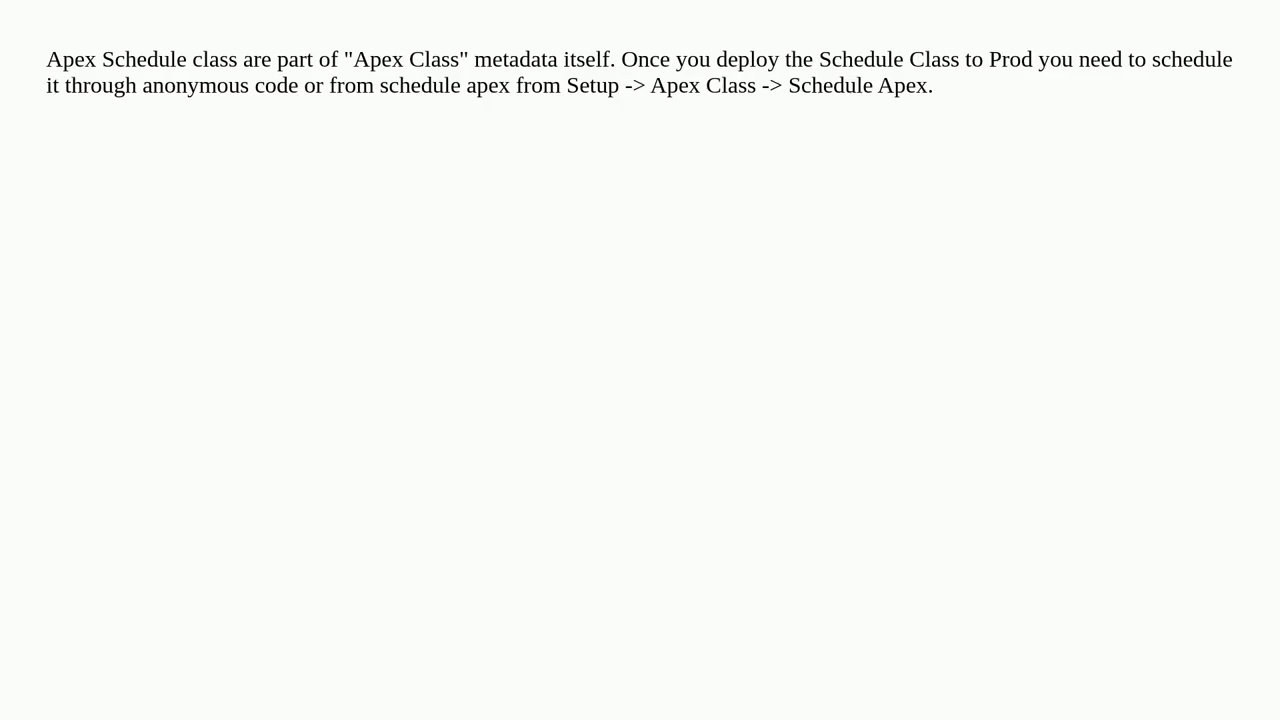 Apex Schedule class are part of "Apex Class" metadata itself. Once you deploy the Schedule Class to Prod you need to schedule
it through anonymous code or from schedule apex from Setup -> Apex Class -> Schedule Apex.